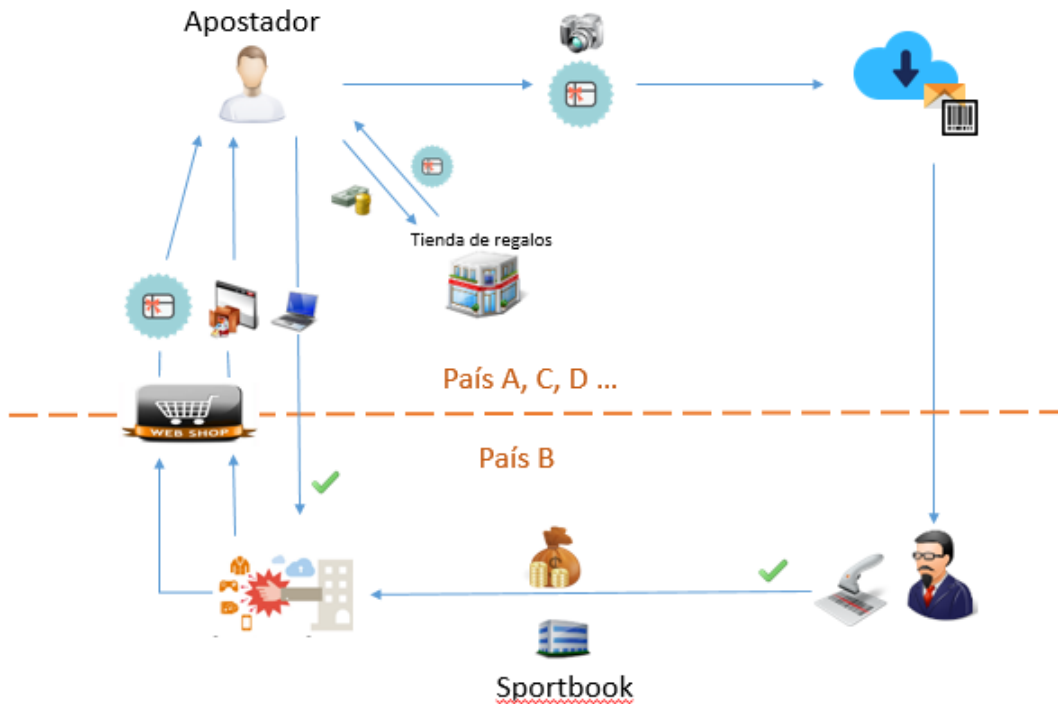 Apostador
Tienda de regalos
País A, C, D ...
WEB SHOP
País B
Sportbook